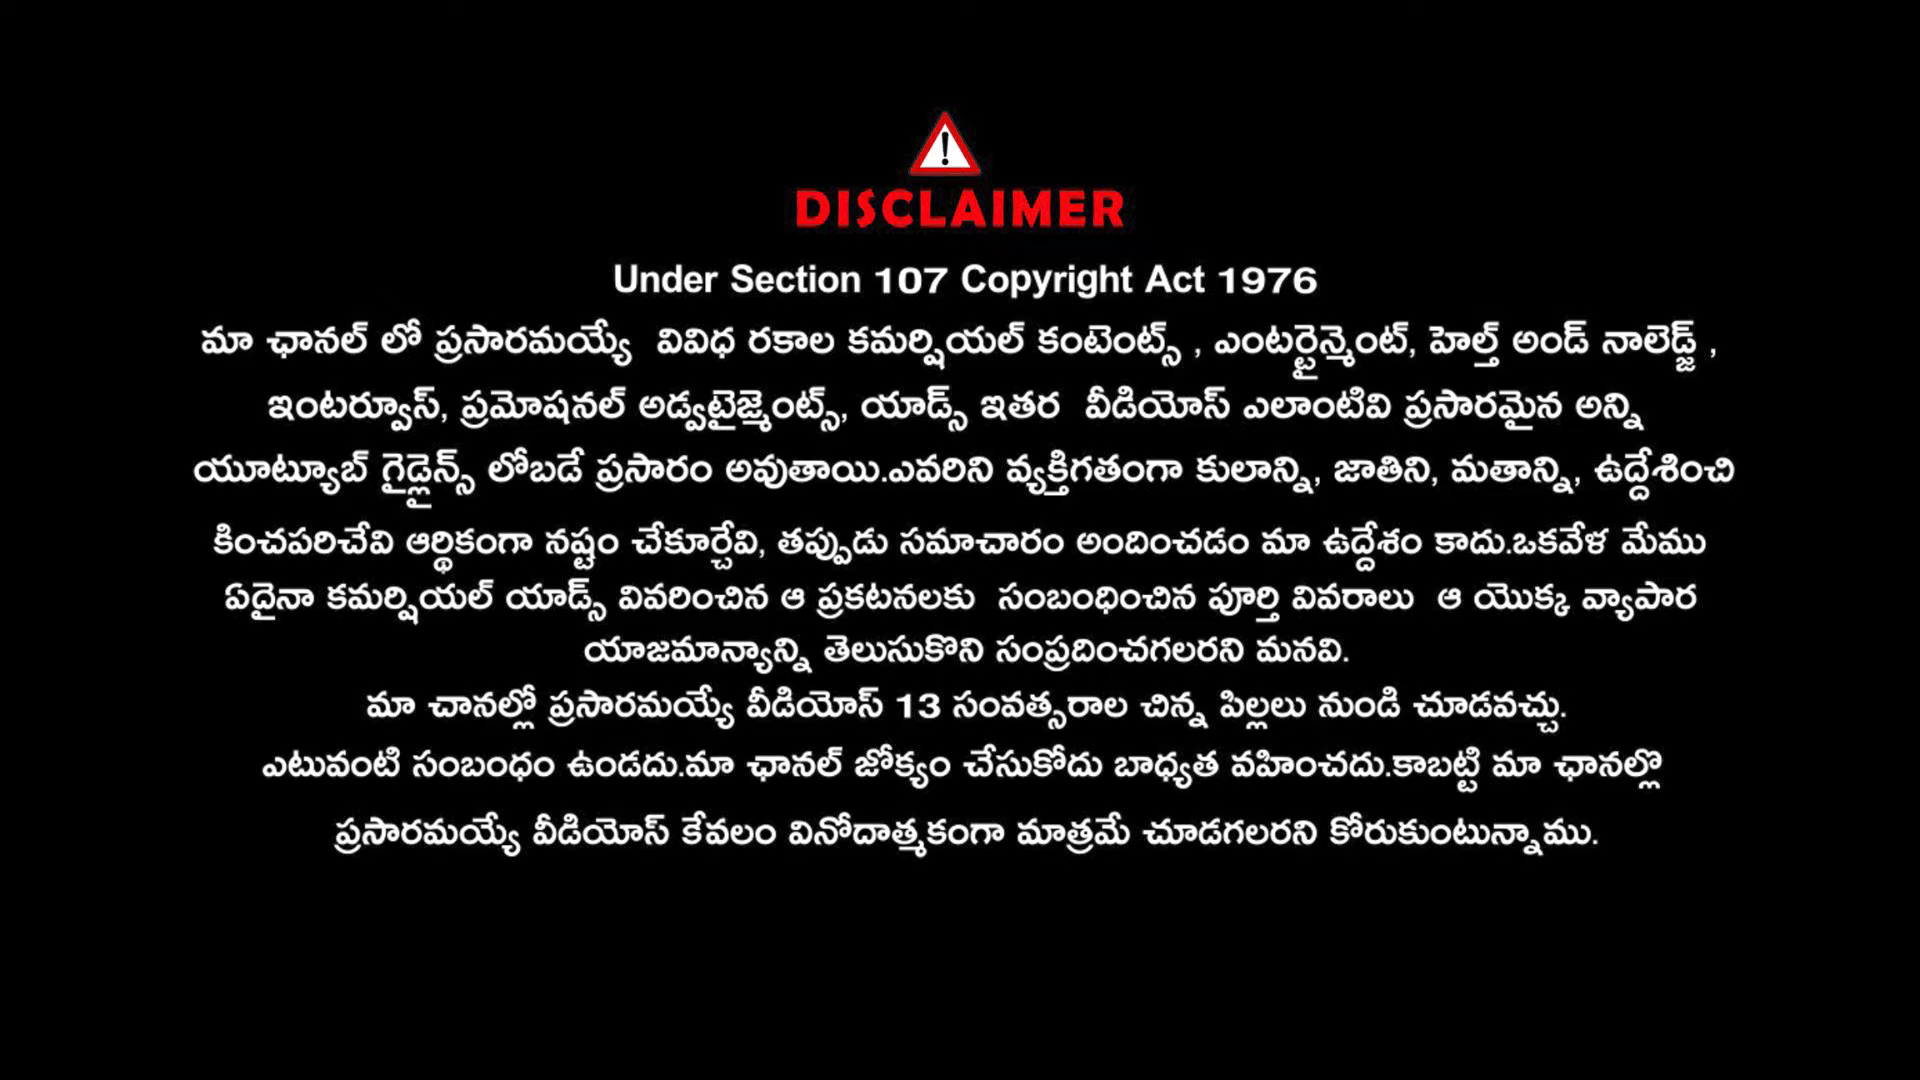 DISCLAIMER
Under Section 107 Copyright Act 1976
మా ఛానల్ లో ప్రసారమయ్యే వివిధ రకాల కమర్షియల్ కంటెంట్స్ , ఎంటర్టైన్మెంట్, హెల్త్ అండ్ నాలెడ్జ్ ,
ఇంటర్వూస్, ప్రమోషనల్ అడ్వటైజ్మెంట్స్, యాడ్స్ ఇతర వీడియోస్ ఎలాంటివి ప్రసారమైన అన్ని
యూట్యూబ్ గైడ్లైన్స్ లోబడే ప్రసారం అవుతాయి.ఎవరిని వ్యక్తిగతంగా కులాన్ని, జాతిని, మతాన్ని, ఉద్దేశించి
కించపరిచేవి ఆర్థికంగా నష్టం చేకూర్చేవి, తప్పుడు సమాచారం అందించడం మా ఉద్దేశం కాదు.ఒకవేళ మేము
ఏదైనా కమర్షియల్ యాడ్స్ వివరించిన ఆ ప్రకటనలకు సంబంధించిన పూర్తి వివరాలు ఆ యొక్క వ్యాపార
యాజమాన్యాన్ని తెలుసుకొని సంప్రదించగలరని మనవి.
మా చానల్లో ప్రసారమయ్యే వీడియోస్ 13 సంవత్సరాల చిన్న పిల్లలు నుండి చూడవచ్చు.
ఎటువంటి సంబంధం ఉండదు.మా ఛానల్ జోక్యం చేసుకోదు బాధ్యత వహించదు.కాబట్టి మా ఛానల్లొ
ప్రసారమయ్యే వీడియోస్ కేవలం వినోదాత్మకంగా మాత్రమే చూడగలరని కోరుకుంటున్నాము.